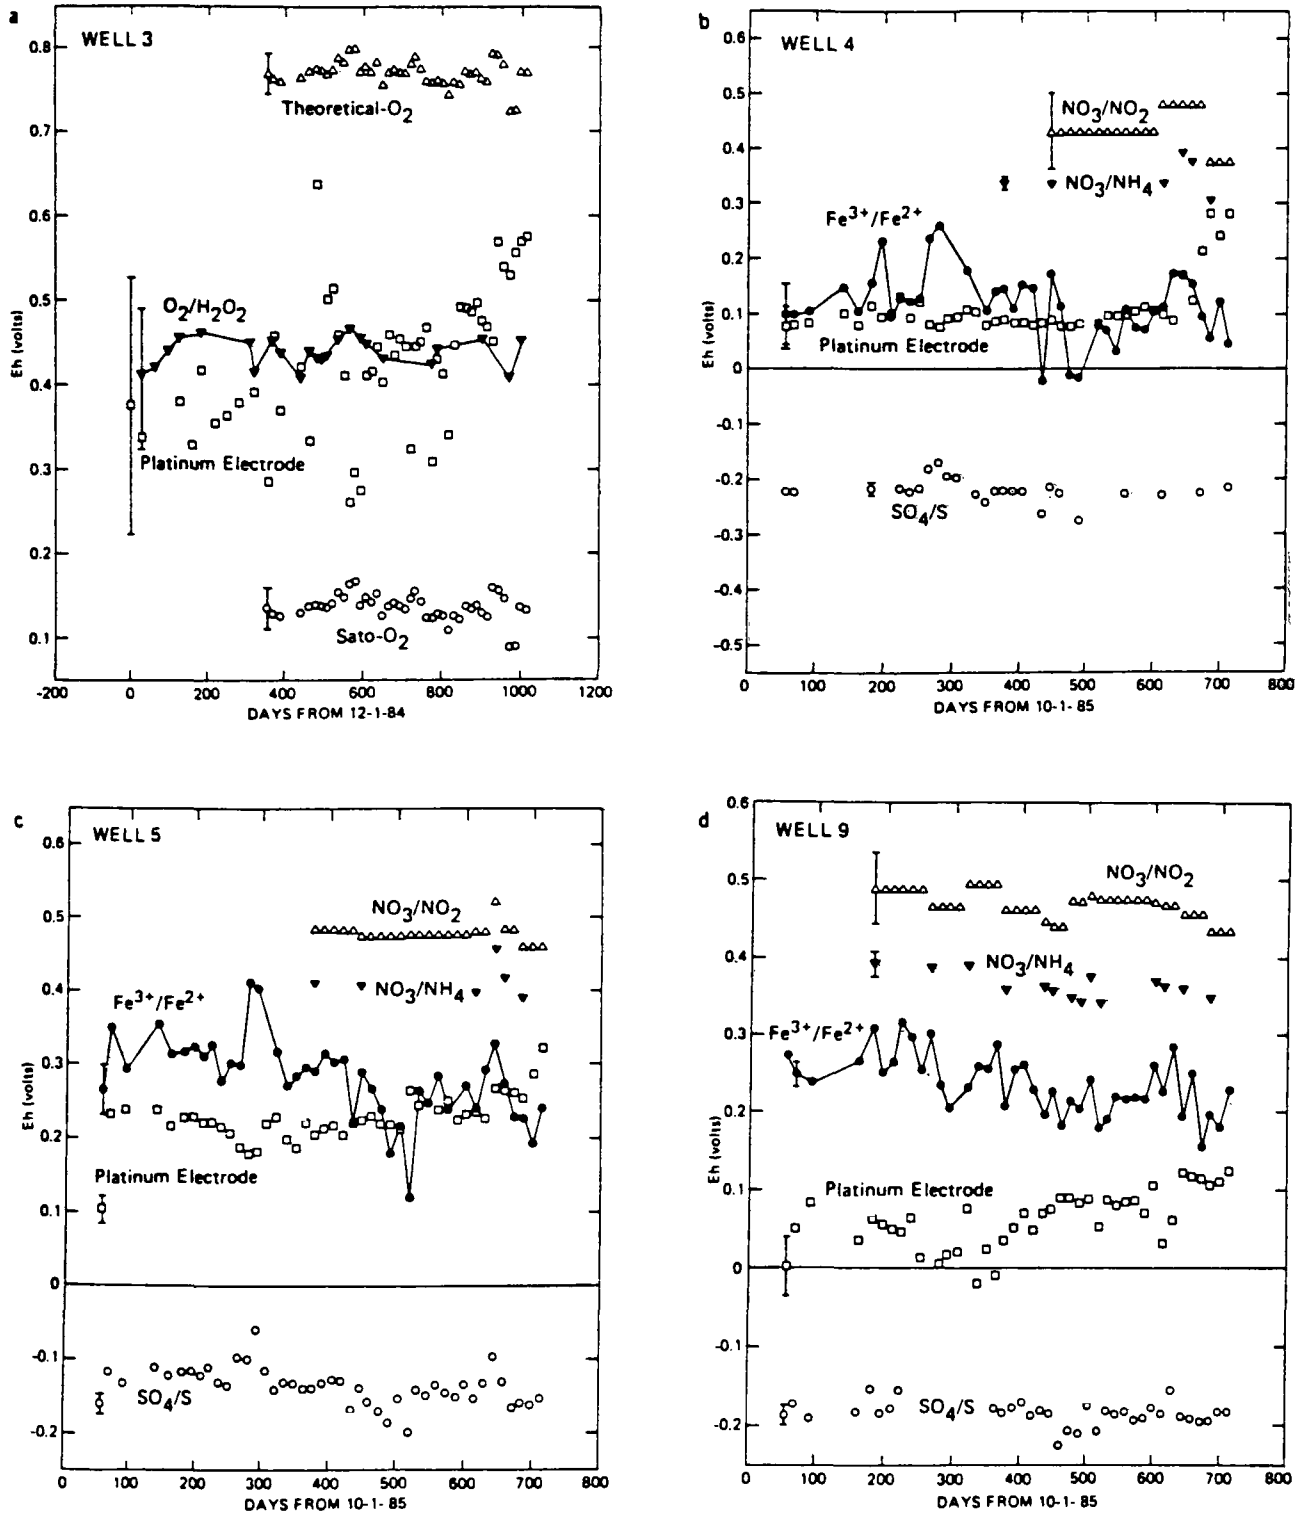 a
WELL 3
0.8
0.7
0.6
0.5
0.4
0.3
0.2
0.1
Eh (volts)
Theoretical-O2
O2/H2O2
Platinum Electrode
Sato-O2
-200 0 200 400 600 800 1000 1200
DAYS FROM 12-1-84
b
WELL 4
0.6
0.5
0.4
0.3
0.2
0.1
0
-0.1
-0.2
-0.3
-0.4
-0.5
Eh (volts)
NO3/NO2
NO3/NH4
Fe3+/Fe2+
Platinum Electrode
SO4/S
0 100 200 300 400 500 600 700 800
DAYS FROM 10-1-85
c
WELL 5
0.6
0.5
0.4
0.3
0.2
0.1
0
-0.1
-0.2
Eh (volts)
NO3/NO2
NO3/NH4
Fe3+/Fe2+
Platinum Electrode
SO4/S
0 100 200 300 400 500 600 700 800
DAYS FROM 10-1-85
d
WELL 9
0.6
0.5
0.4
0.3
0.2
0.1
0
-0.1
-0.2
Eh (volts)
NO3/NO2
NO3/NH4
Fe3+/Fe2+
Platinum Electrode
SO4/S
0 100 200 300 400 500 600 700 800
DAYS FROM 10-1-85